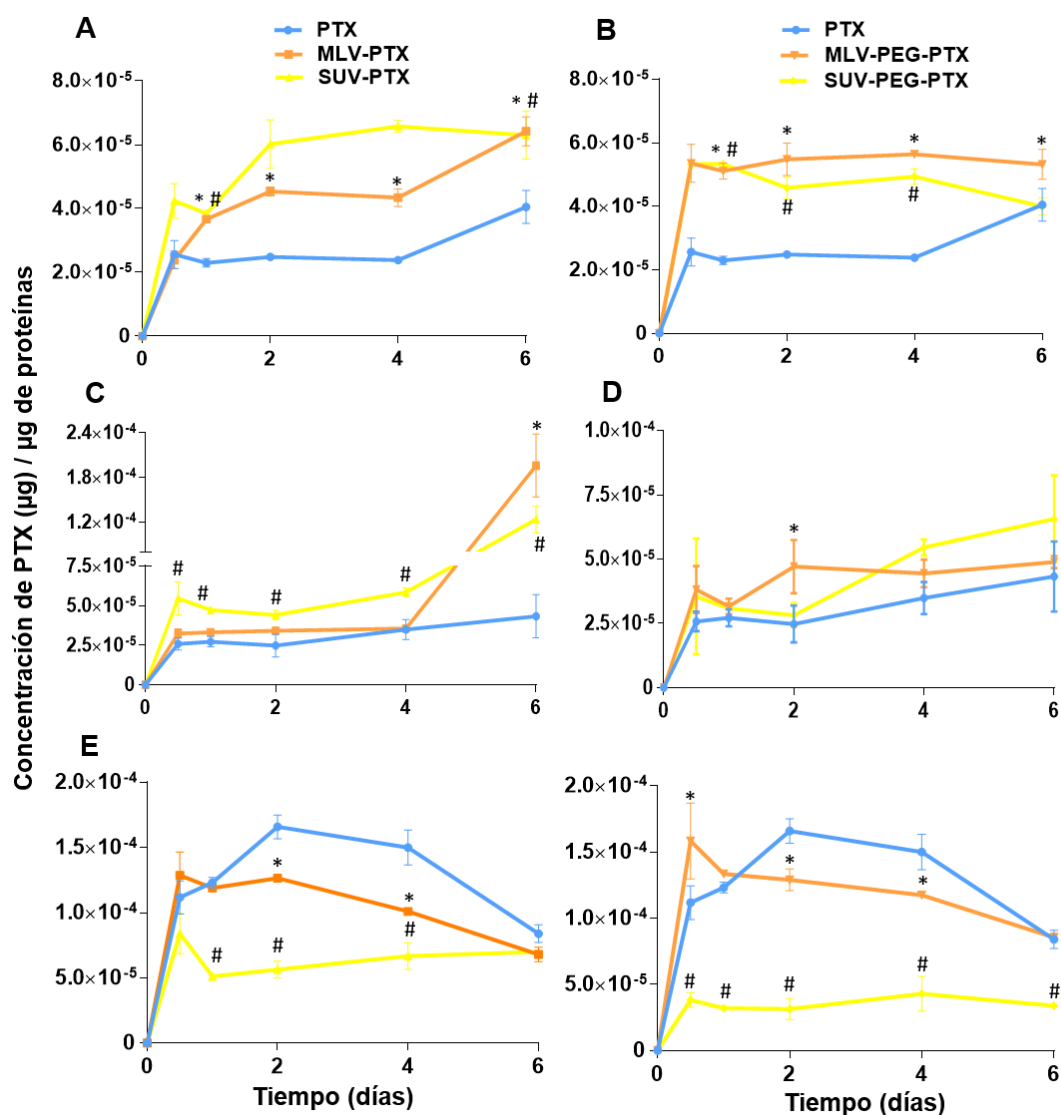 Concentración de PTX (µg) / µg de proteínas
A
PTX
MLV-PTX
SUV-PTX
8.0×10⁻⁵
6.0×10⁻⁵
4.0×10⁻⁵
2.0×10⁻⁵
0
* #
*
*
* #
0 2 4 6
B
PTX
MLV-PEG-PTX
SUV-PEG-PTX
8.0×10⁻⁵
6.0×10⁻⁵
4.0×10⁻⁵
2.0×10⁻⁵
0
* #
*
*
*
#
#
0 2 4 6
C
2.4×10⁻⁴
1.8×10⁻⁴
1.2×10⁻⁴
7.5×10⁻⁵
5.0×10⁻⁵
2.5×10⁻⁵
0
*
# # # # #
0 2 4 6
D
1.0×10⁻⁴
7.5×10⁻⁵
5.0×10⁻⁵
2.5×10⁻⁵
0
*
0 2 4 6
E
2.0×10⁻⁴
1.5×10⁻⁴
1.0×10⁻⁴
5.0×10⁻⁵
0
* *
# # #
0 2 4 6
Tiempo (días)
2.0×10⁻⁴
1.5×10⁻⁴
1.0×10⁻⁴
5.0×10⁻⁵
0
* * *
# # # # #
0 2 4 6
Tiempo (días)